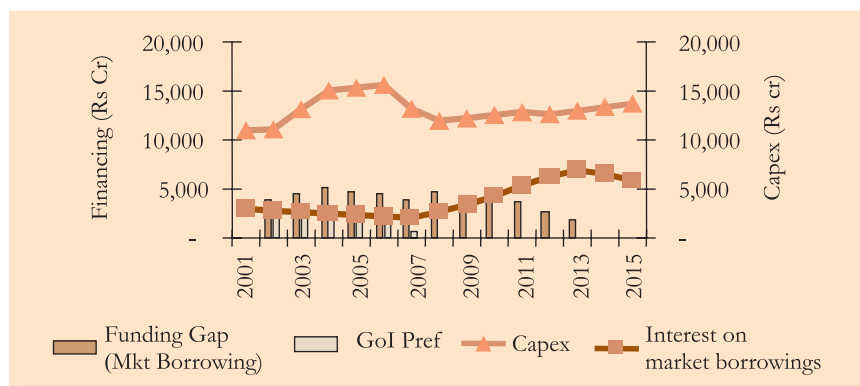 20,000 20,000
15,000 15,000
10,000 10,000
5,000 5,000
- -
Financing (Rs Cr)
Capex (Rs cr)
2001 2003 2005 2007 2009 2011 2013 2015
Funding Gap
(Mkt Borrowing)
GoI Pref
Capex
Interest on
market borrowings